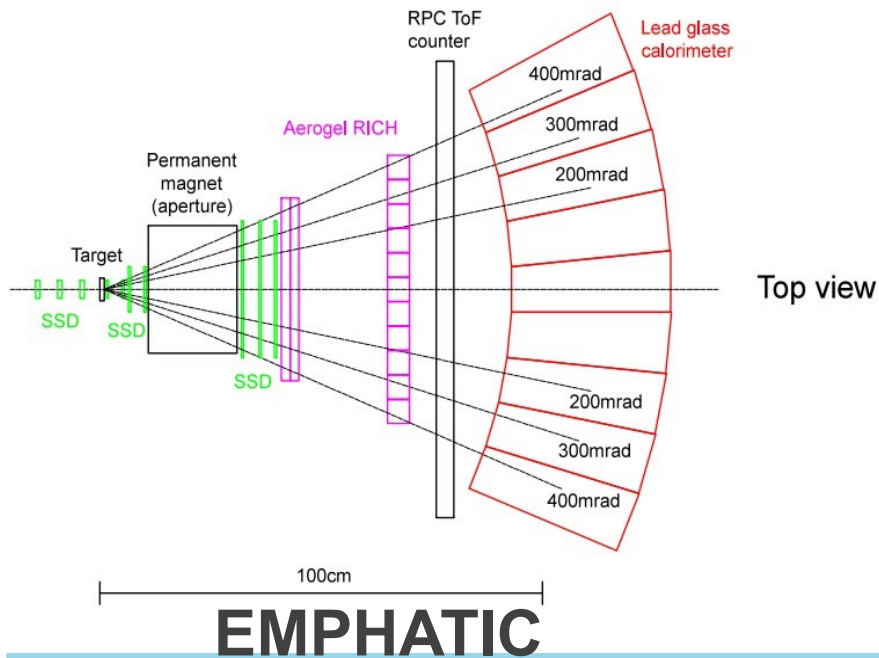 RPC ToF
counter
Lead glass
calorimeter
400mrad
Aerogel RICH
300mrad
Permanent
magnet
(aperture)
200mrad
Target
Top view
SSD
SSD
SSD
200mrad
300mrad
400mrad
100cm
EMPHATIC